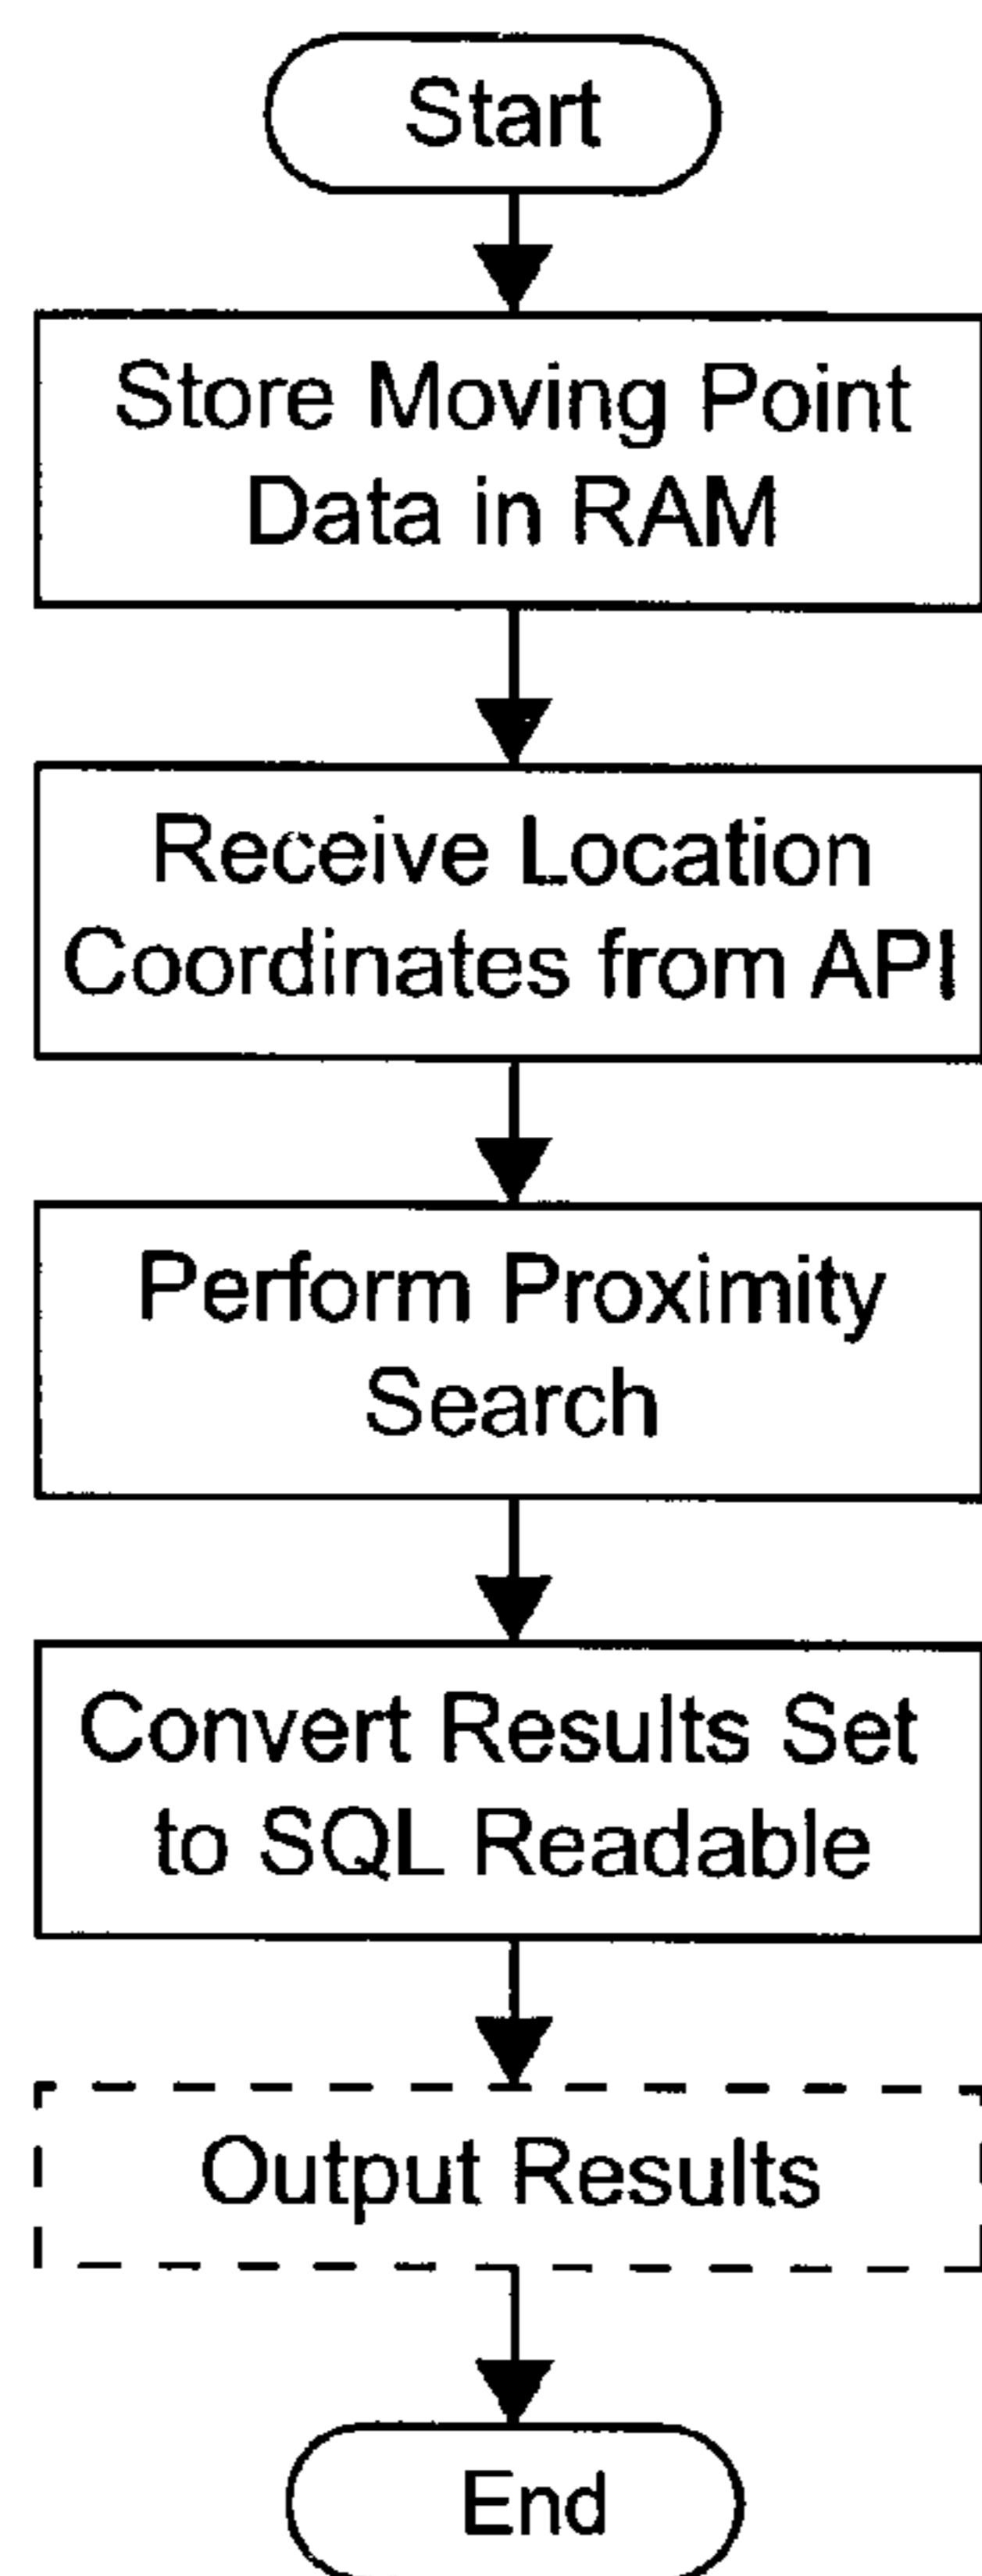 Start
Store Moving Point
Data in RAM
Receive Location
Coordinates from API
Perform Proximity
Search
Convert Results Set
to SQL Readable
Output Results
End